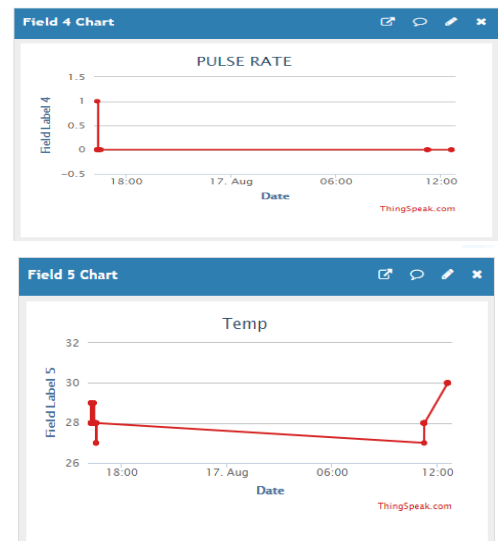 Field 4 Chart
PULSE RATE
1.5
1
0.5
0
-0.5
Field Label 4
18:00 17. Aug 06:00 12:00
Date
ThingSpeak.com
Field 5 Chart
Temp
32
30
28
26
Field Label 5
18:00 17. Aug 06:00 12:00
Date
ThingSpeak.com